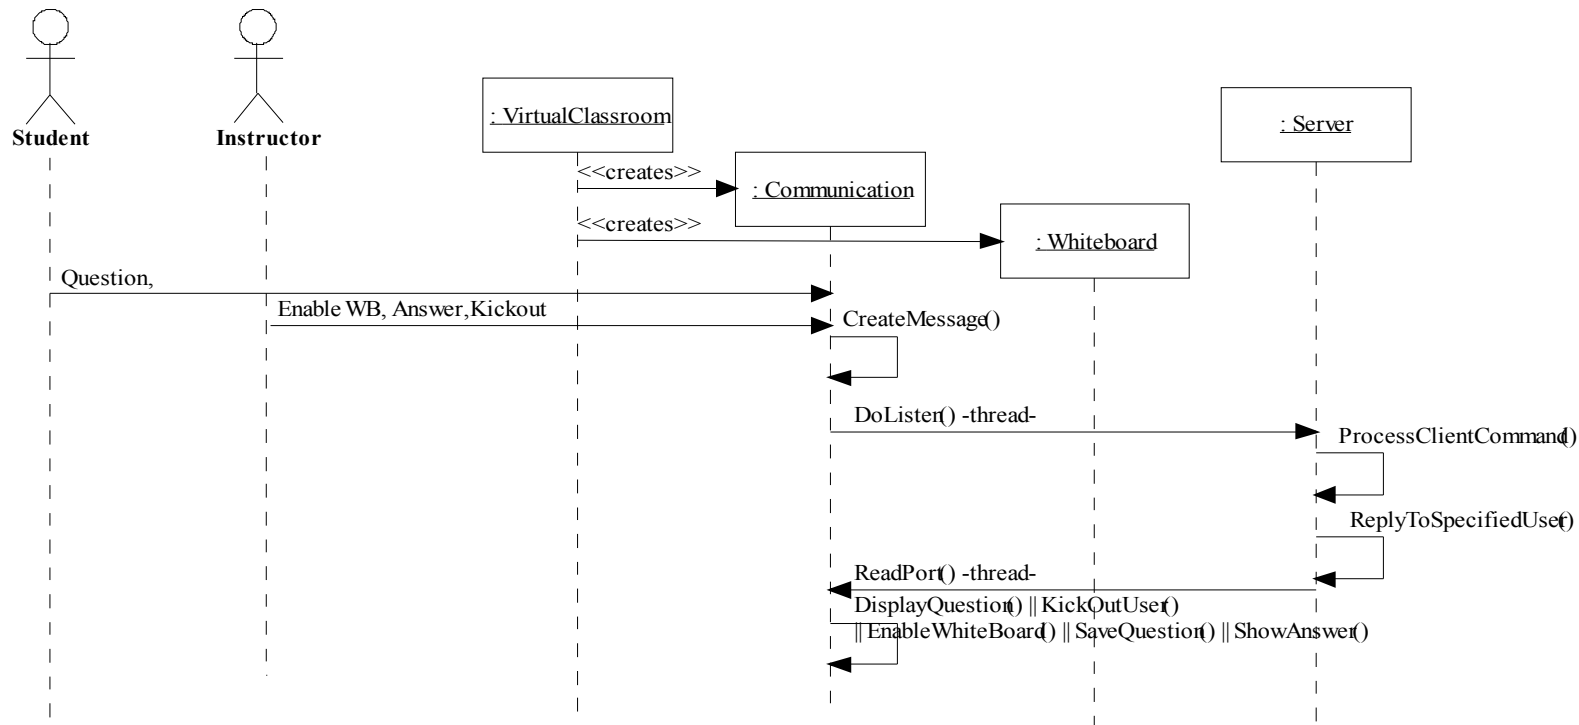 : VirtualClassroom
: Server
Student
Instructor
<<creates>>
: Communication
<<creates>>
: Whiteboard
Question,
Enable WB, Answer,Kickout
CreateMessage()
DoListen() -thread-
ProcessClientCommand()
ReplyToSpecifiedUser()
ReadPort() -thread-
DisplayQuestion() || KickOutUser()
|| EnableWhiteBoard() || SaveQuestion() || ShowAnswer()